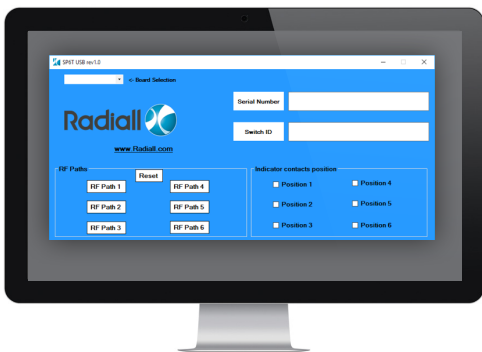 SP6T USB rev1.0
<- Board Selection
Serial Number
Radiall
Switch ID
www.Radiall.com
RF Paths
Reset
RF Path 1
RF Path 4
RF Path 2
RF Path 5
RF Path 3
RF Path 6
Indicator contacts position
Position 1
Position 4
Position 2
Position 5
Position 3
Position 6